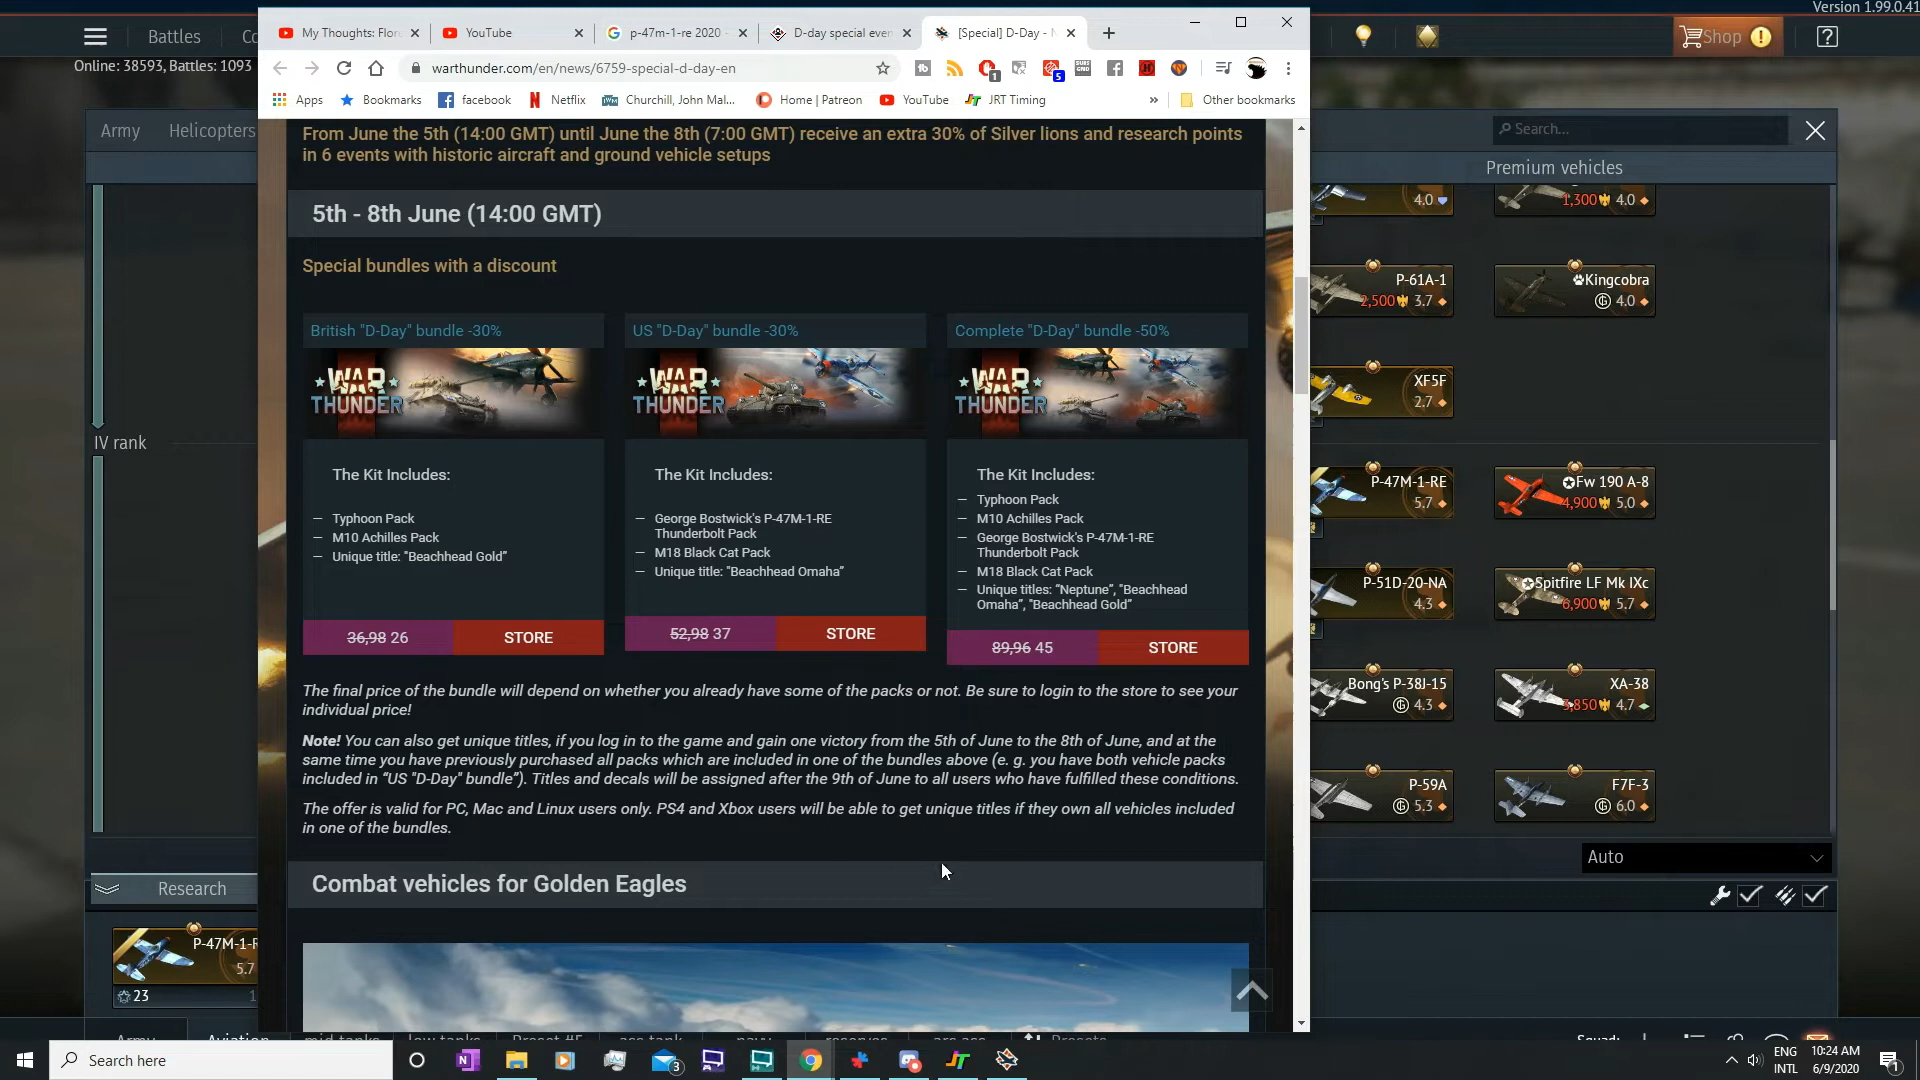 Version 1.99.0.41
Battles
Shop
Online: 38593, Battles: 1093
My Thoughts: Flor
YouTube
p-47m-1-re 2020 -
D-day special even
[Special] D-Day - N
warthunder.com/en/news/6759-special-d-day-en
Apps
Bookmarks
facebook
Netflix
Churchill, John Mal...
Home | Patreon
YouTube
JRT Timing
Other bookmarks
Army
Helicopters
Search...
Premium vehicles
From June the 5th (14:00 GMT) until June the 8th (7:00 GMT) receive an extra 30% of Silver lions and research points
in 6 events with historic aircraft and ground vehicle setups
5th - 8th June (14:00 GMT)
Special bundles with a discount
British "D-Day" bundle -30%
WAR
THUNDER
The Kit Includes:
— Typhoon Pack
— M10 Achilles Pack
— Unique title: "Beachhead Gold"
36,98 26
STORE
US "D-Day" bundle -30%
WAR
THUNDER
The Kit Includes:
— George Bostwick's P-47M-1-RE
Thunderbolt Pack
— M18 Black Cat Pack
— Unique title: "Beachhead Omaha"
52,98 37
STORE
Complete "D-Day" bundle -50%
WAR
THUNDER
The Kit Includes:
— Typhoon Pack
— M10 Achilles Pack
— George Bostwick's P-47M-1-RE
Thunderbolt Pack
— M18 Black Cat Pack
— Unique titles: "Neptune", "Beachhead
Omaha", "Beachhead Gold"
89,96 45
STORE
The final price of the bundle will depend on whether you already have some of the packs or not. Be sure to login to the store to see your
individual price!
Note! You can also get unique titles, if you log in to the game and gain one victory from the 5th of June to the 8th of June, and at the
same time you have previously purchased all packs which are included in one of the bundles above (e. g. you have both vehicle packs
included in "US "D-Day" bundle"). Titles and decals will be assigned after the 9th of June to all users who have fulfilled these conditions.
The offer is valid for PC, Mac and Linux users only. PS4 and Xbox users will be able to get unique titles if they own all vehicles included
in one of the bundles.
Combat vehicles for Golden Eagles
IV rank
Research
P-47M-1-R
5.7
23
4.0
1,300 4.0
P-61A-1
2,500 3.7
Kingcobra
4.0
XF5F
2.7
P-47M-1-RE
5.7
Fw 190 A-8
4,900 5.0
P-51D-20-NA
4.3
Spitfire LF Mk IXc
6,900 5.7
Bong's P-38J-15
4.3
XA-38
3,850 4.7
P-59A
5.3
F7F-3
6.0
Auto
Search here
3
ENG
INTL
10:24 AM
6/9/2020
1